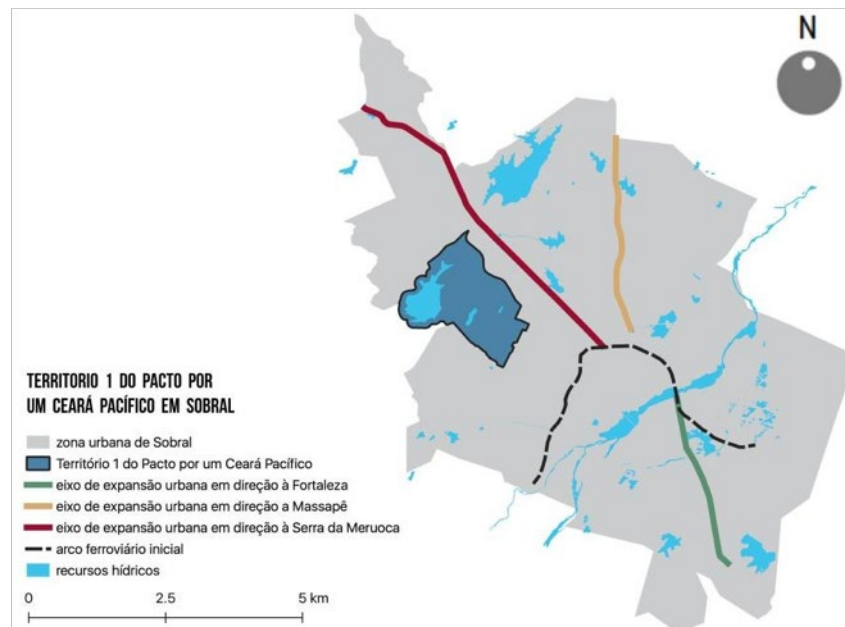 N
TERRITORIO 1 DO PACTO POR
UM CEARÁ PACÍFICO EM SOBRAL
zona urbana de Sobral
Território 1 do Pacto por um Ceará Pacífico
eixo de expansão urbana em direção à Fortaleza
eixo de expansão urbana em direção a Massapê
eixo de expansão urbana em direção à Serra da Meruoca
arco ferroviário inicial
recursos hídricos
0 2.5 5 km